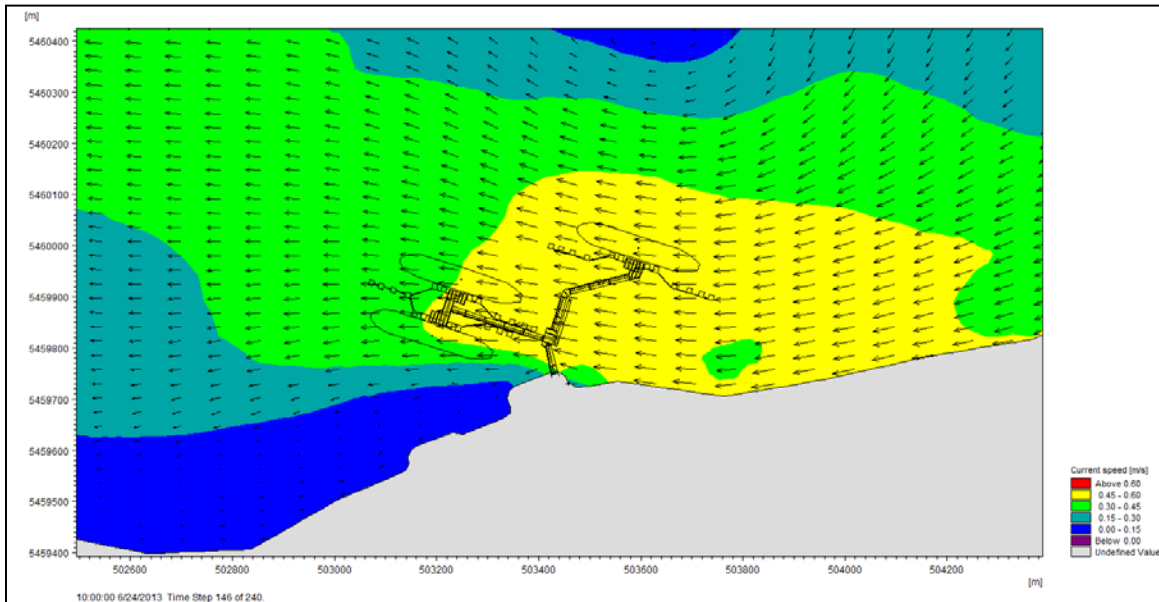 [m]
5460400
5460300
5460200
5460100
5460000
5459900
5459800
5459700
5459600
5459500
5459400
502600 502800 503000 503200 503400 503600 503800 504000 504200
[m]
Current speed [m/s]
Above 0.60
0.45 - 0.60
0.30 - 0.45
0.15 - 0.30
0.00 - 0.15
Below 0.00
Undefined Value
10:00:00 6/24/2013 Time Step 146 of 240.